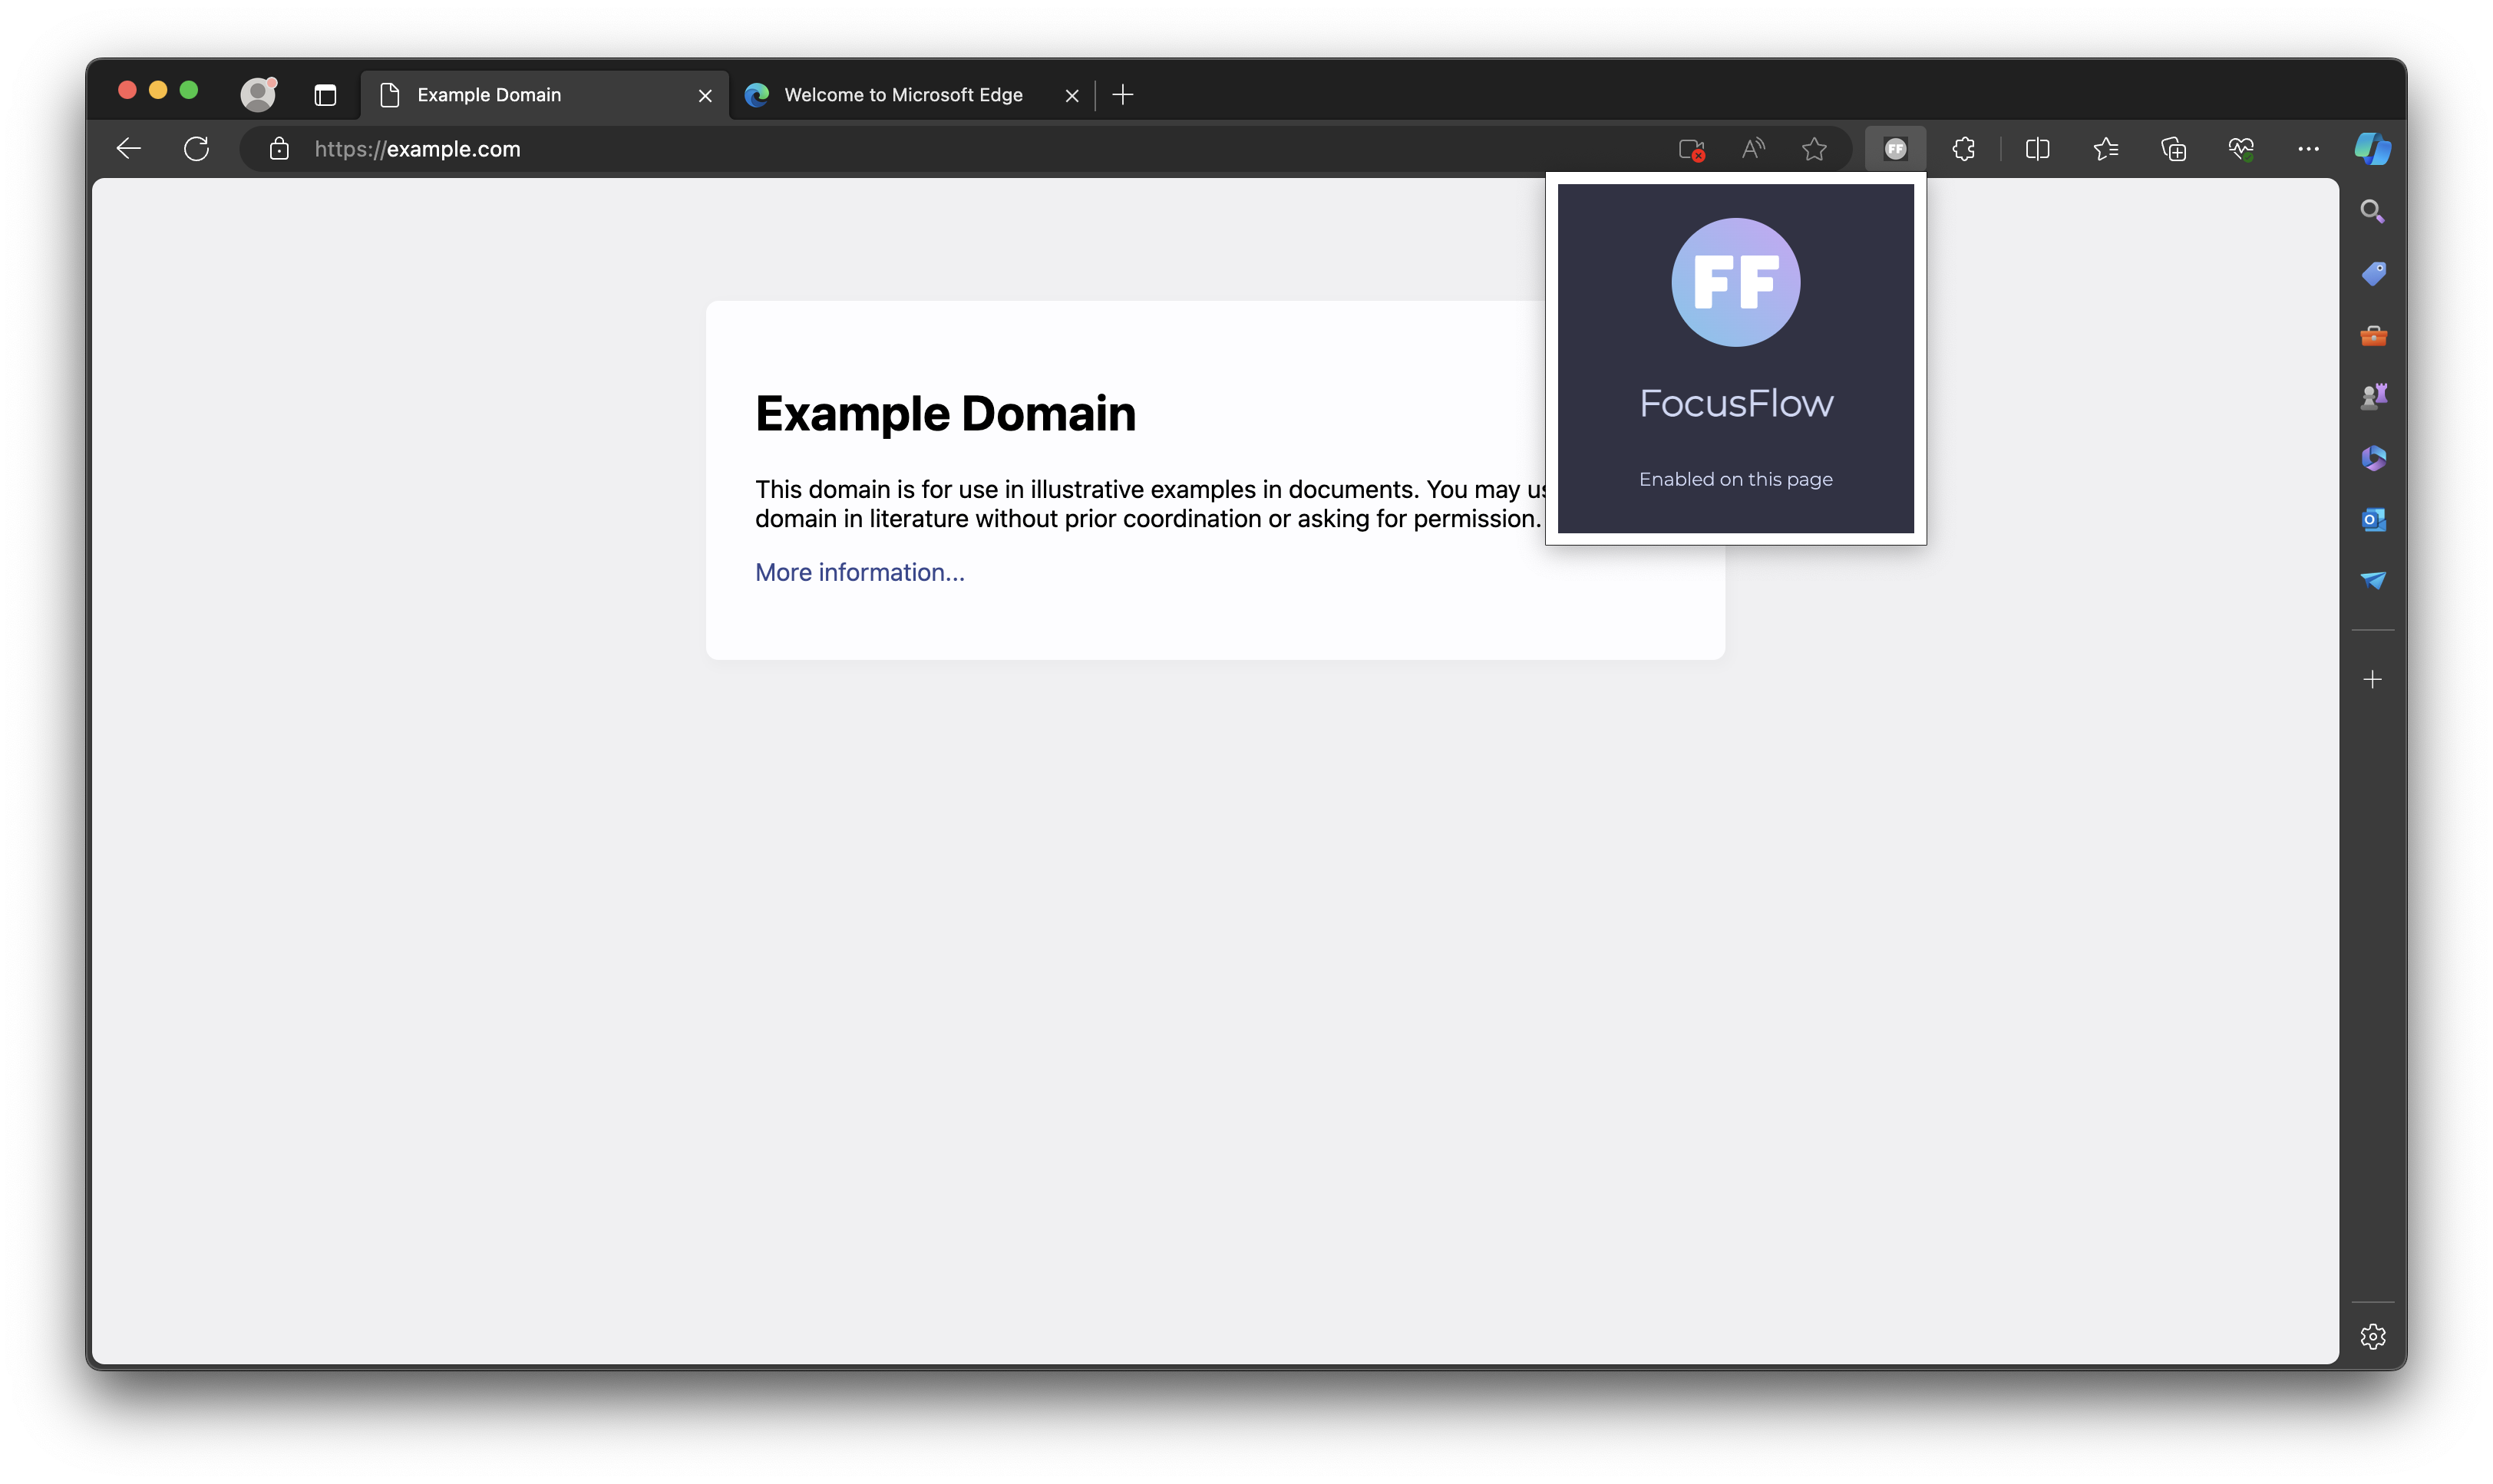 Example Domain
Welcome to Microsoft Edge
https://example.com
FF
FF
FocusFlow
Enabled on this page
Example Domain
This domain is for use in illustrative examples in documents. You may
domain in literature without prior coordination or asking for permission.
More information...